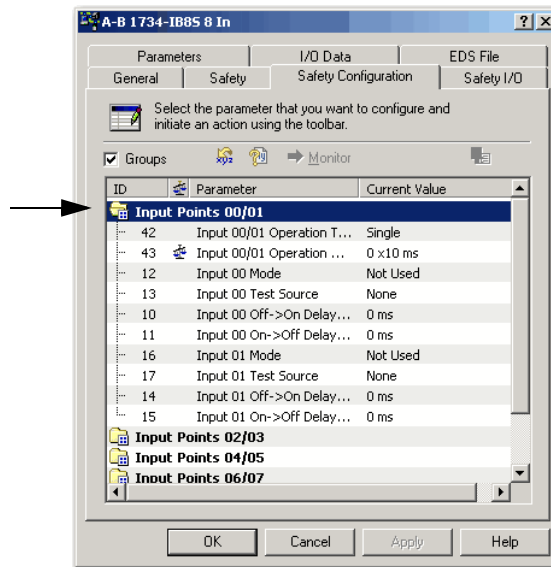 A-B 1734-IB8S 8 In
Parameters I/O Data EDS File
General Safety Safety Configuration Safety I/O
Select the parameter that you want to configure and
initiate an action using the toolbar.
Groups Monitor
ID Parameter Current Value
Input Points 00/01
42 Input 00/01 Operation T... Single
43 Input 00/01 Operation ... 0 x10 ms
12 Input 00 Mode Not Used
13 Input 00 Test Source None
10 Input 00 Off->On Delay... 0 ms
11 Input 00 On->Off Delay... 0 ms
16 Input 01 Mode Not Used
17 Input 01 Test Source None
14 Input 01 Off->On Delay... 0 ms
15 Input 01 On->Off Delay... 0 ms
Input Points 02/03
Input Points 04/05
Input Points 06/07
OK Cancel Apply Help